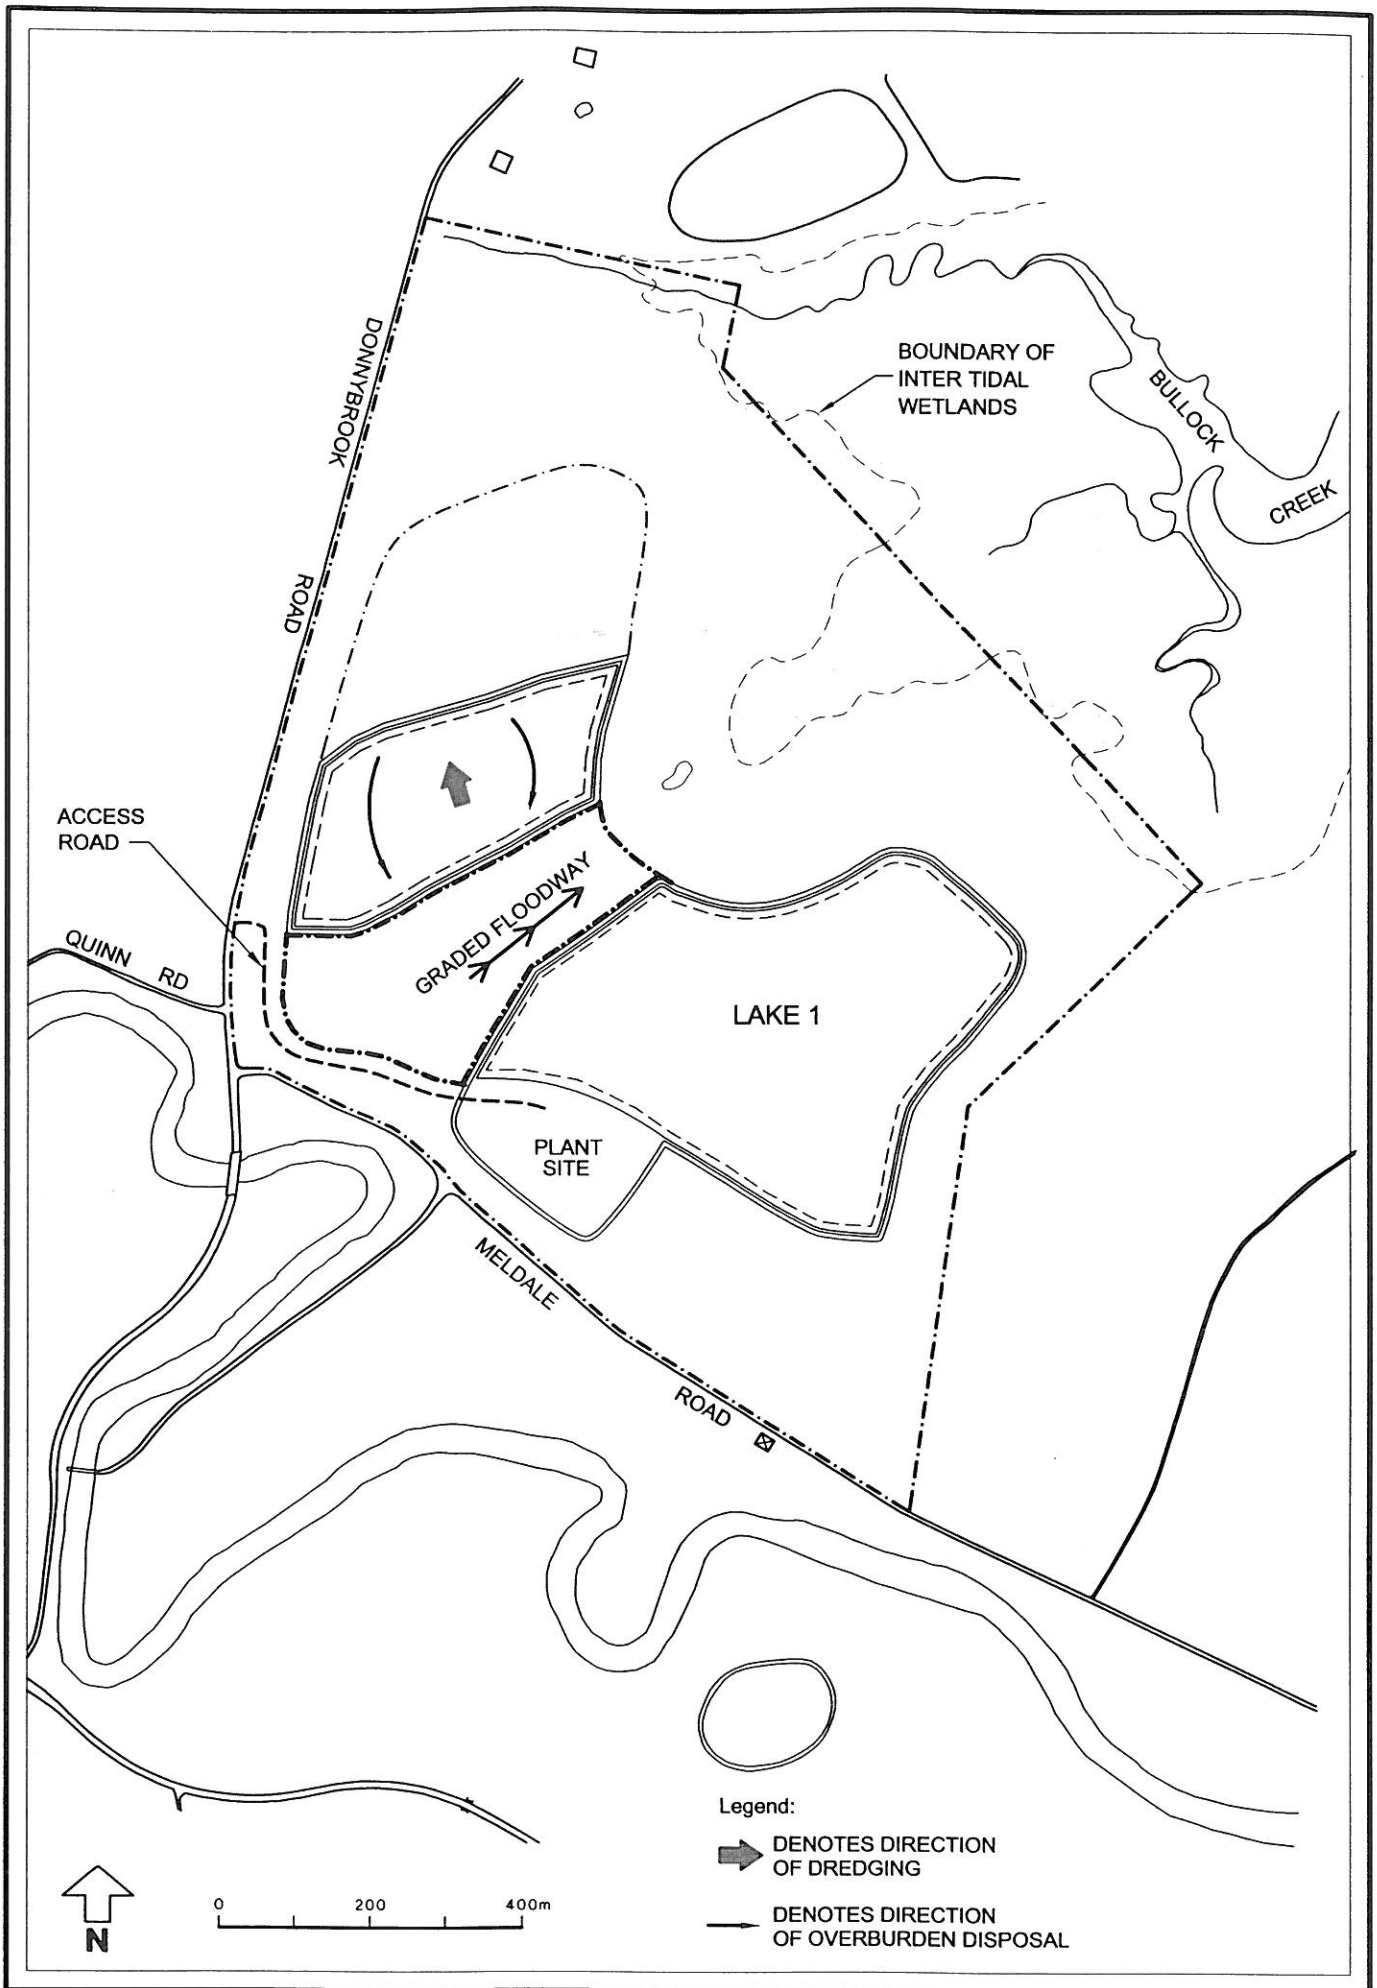 DONNYBROOK
ROAD
BOUNDARY OF
INTER TIDAL
WETLANDS
BULLOCK
CREEK
ACCESS
ROAD
QUINN RD
GRADED FLOODWAY
LAKE 1
PLANT
SITE
MELDALE
ROAD
Legend:
DENOTES DIRECTION
OF DREDGING
DENOTES DIRECTION
OF OVERBURDEN DISPOSAL
0 200 400m
N